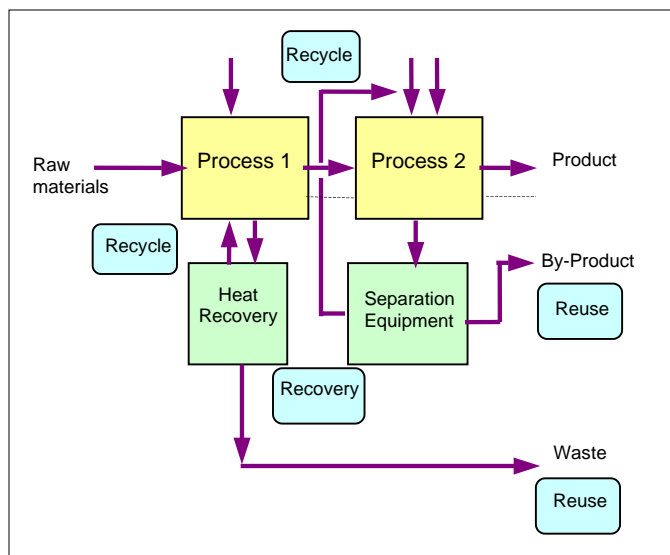 Recycle
Process 1
Process 2
Raw
materials
Product
Recycle
Heat
Recovery
Separation
Equipment
By-Product
Reuse
Recovery
Waste
Reuse